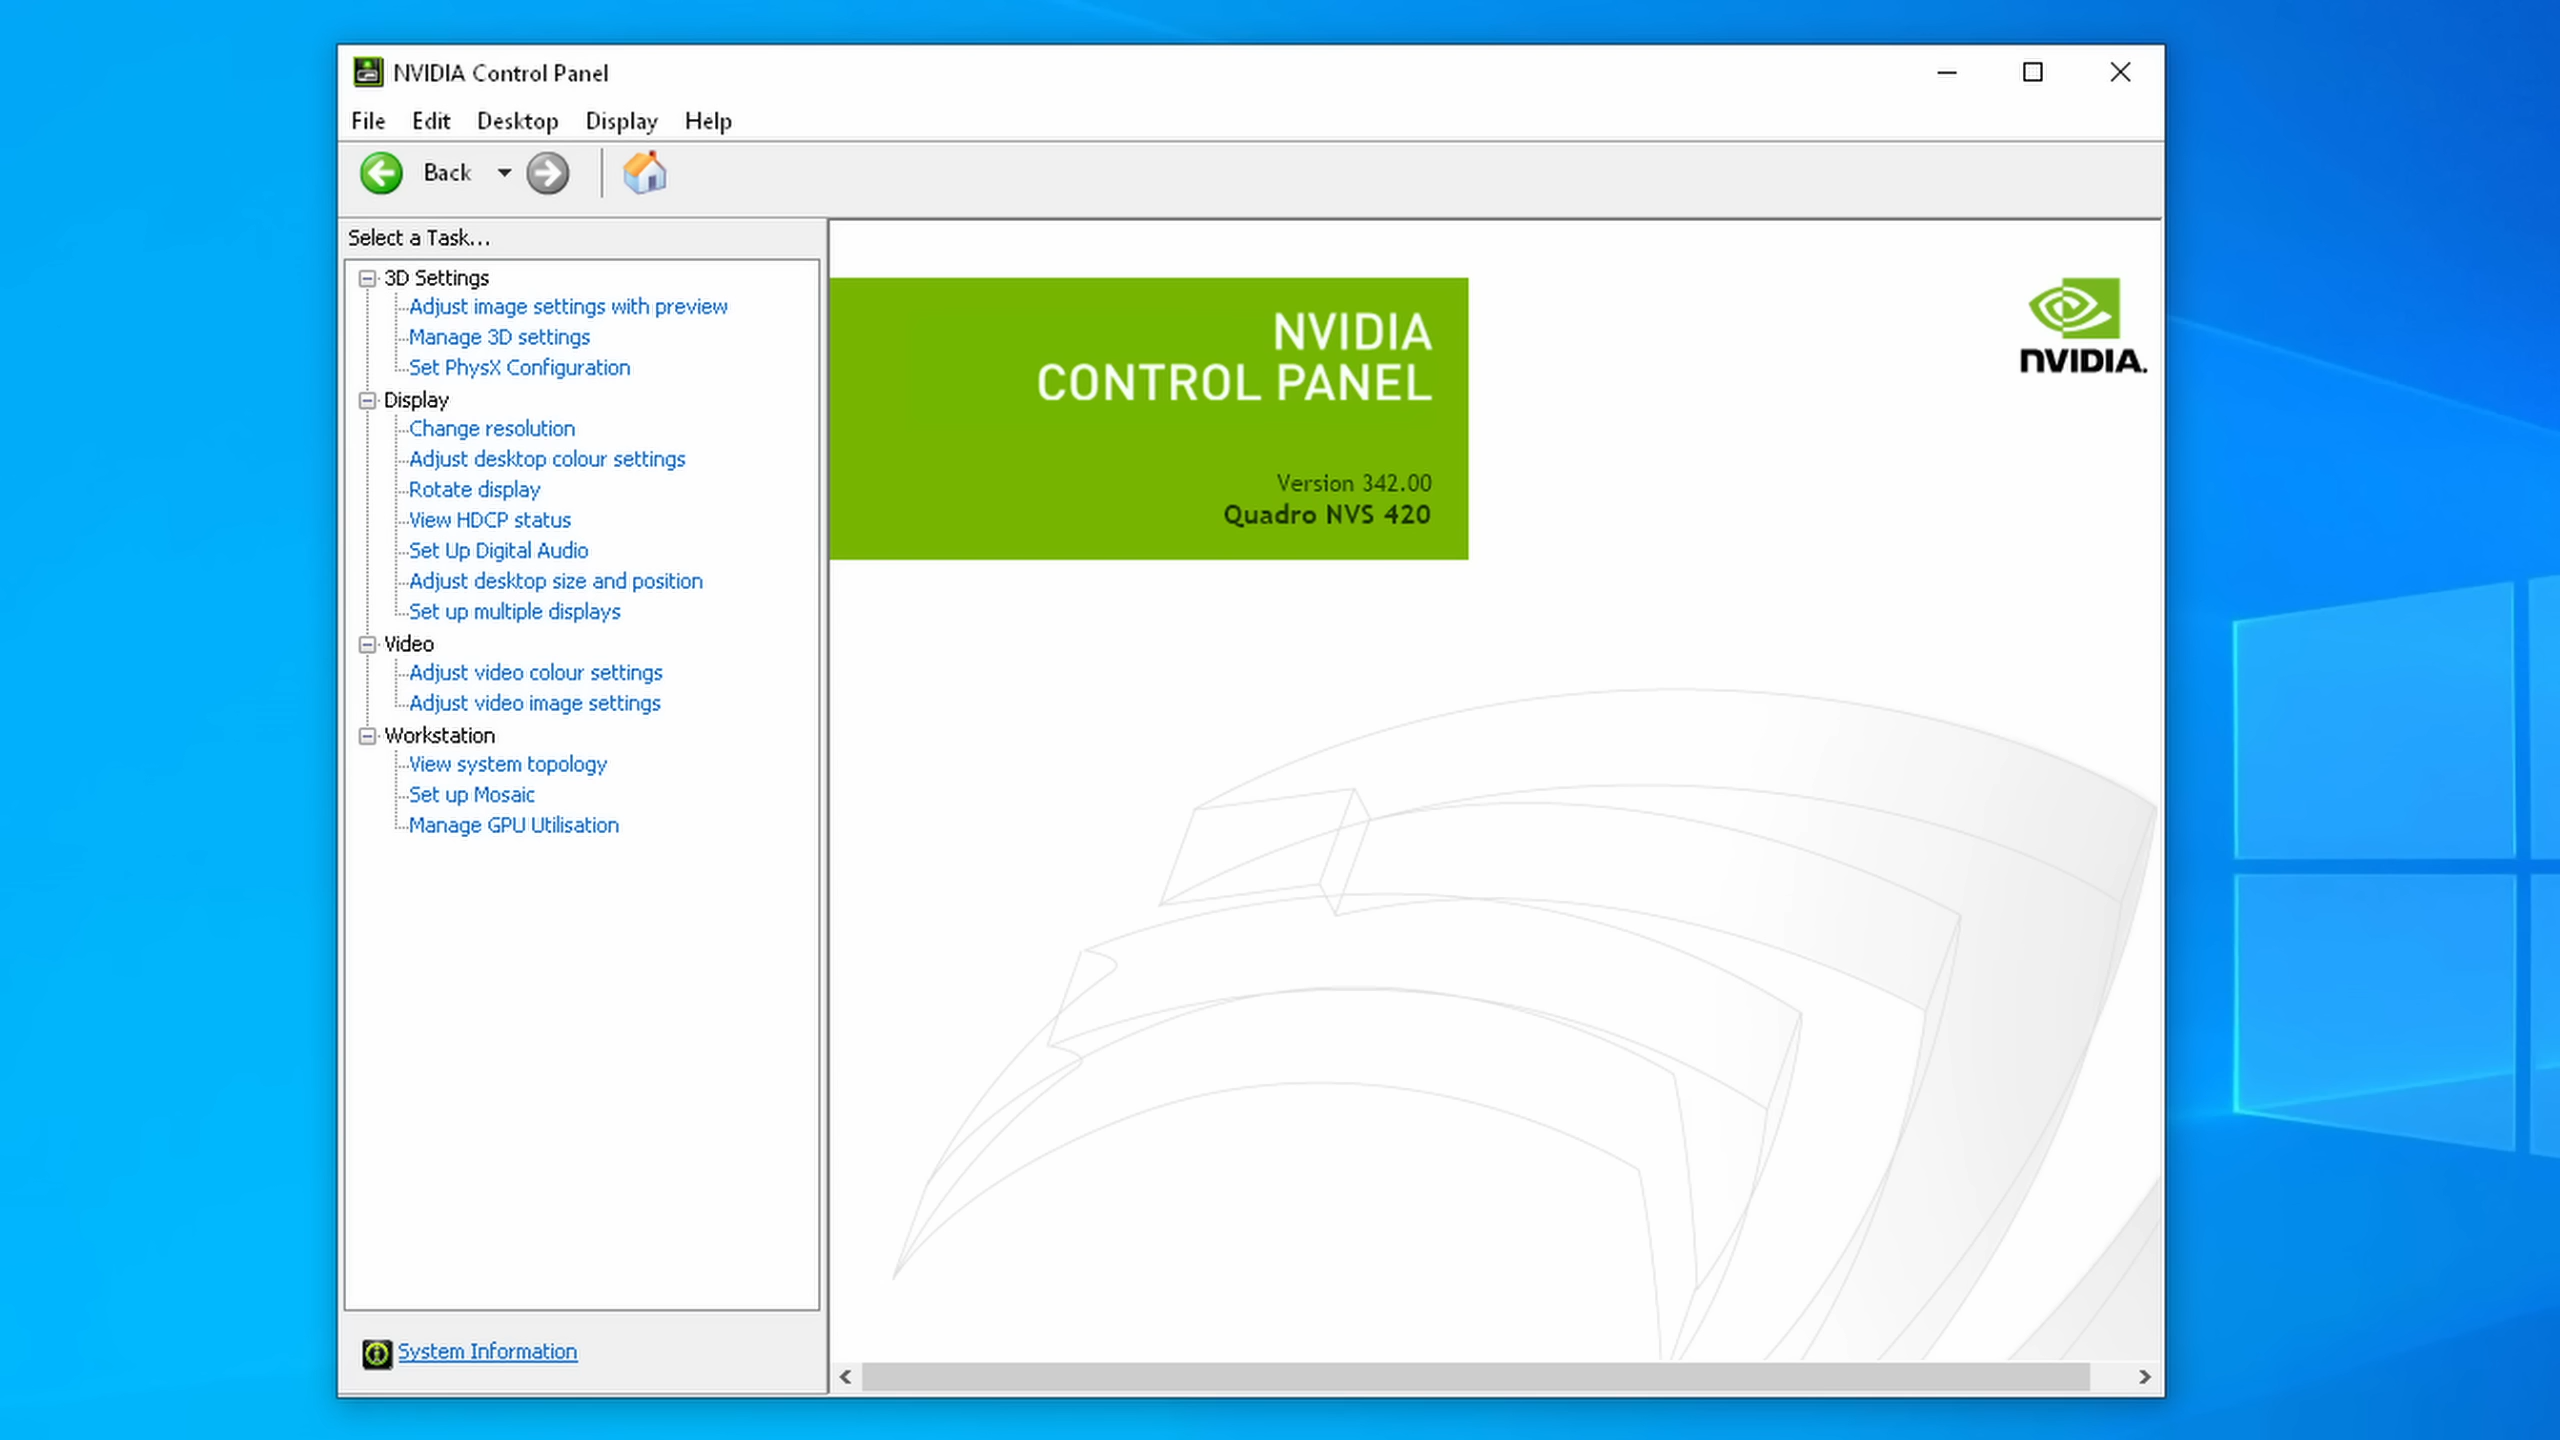 NVIDIA Control Panel
File Edit Desktop Display Help
Back
Select a Task...
3D Settings
Adjust image settings with preview
Manage 3D settings
Set PhysX Configuration
Display
Change resolution
Adjust desktop colour settings
Rotate display
View HDCP status
Set Up Digital Audio
Adjust desktop size and position
Set up multiple displays
Video
Adjust video colour settings
Adjust video image settings
Workstation
View system topology
Set up Mosaic
Manage GPU Utilisation
System Information
NVIDIA
CONTROL PANEL
Version 342.00
Quadro NVS 420
NVIDIA.